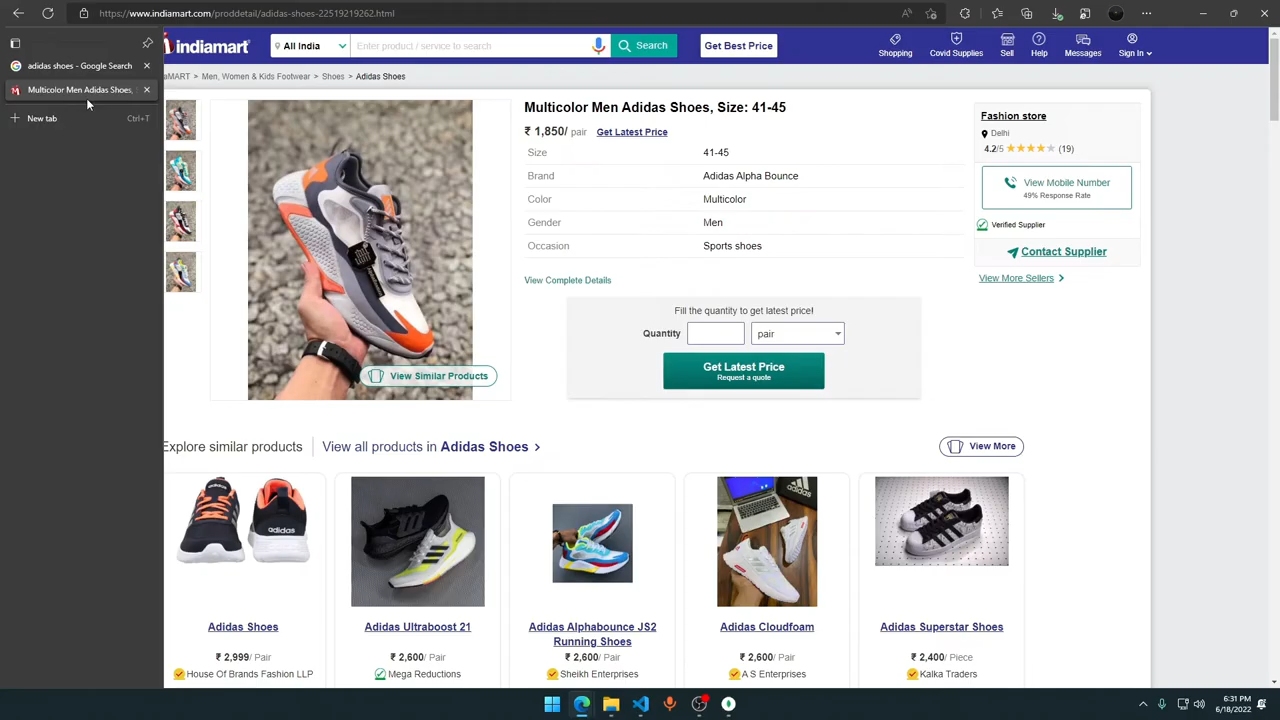 https://www.indiamart.com/proddetail/adidas-shoes-
adidas shoes - Google Search
Multicolor Men Adidas Shoes,
New tab
Ctrl+T
indiamart
All India
Enter product / service to search
Search
Get Best Price
Shopping
Covid Supplies
Sell
Help
Messages
Sign In
aMART > Men, Women & Kids Footwear > Shoes > Adidas Shoes
Multicolor Men Adidas Shoes, Size: 41-45
₹ 1,850/ pair Get Latest Price
Size 41-45
Brand Adidas Alpha Bounce
Color Multicolor
Gender Men
Occasion Sports shoes
View Complete Details
Fill the quantity to get latest price!
Quantity pair
Get Latest Price
Request a quote
View Similar Products
Fashion store
Delhi
4.2/5 (19)
View Mobile Number
49% Response Rate
Verified Supplier
Contact Supplier
View More Sellers
Explore similar products
View all products in Adidas Shoes
View More
adidas
adidas
Adidas Shoes
₹ 2,999/ Pair
House Of Brands Fashion LLP
Adidas Ultraboost 21
₹ 2,600/ Pair
Mega Reductions
Adidas Alphabounce JS2
Running Shoes
₹ 2,600/ Pair
Sheikh Enterprises
Adidas Cloudfoam
₹ 2,600/ Pair
A S Enterprises
Adidas Superstar Shoes
₹ 2,400/ Piece
Kalka Traders
6:31 PM
6/18/2022